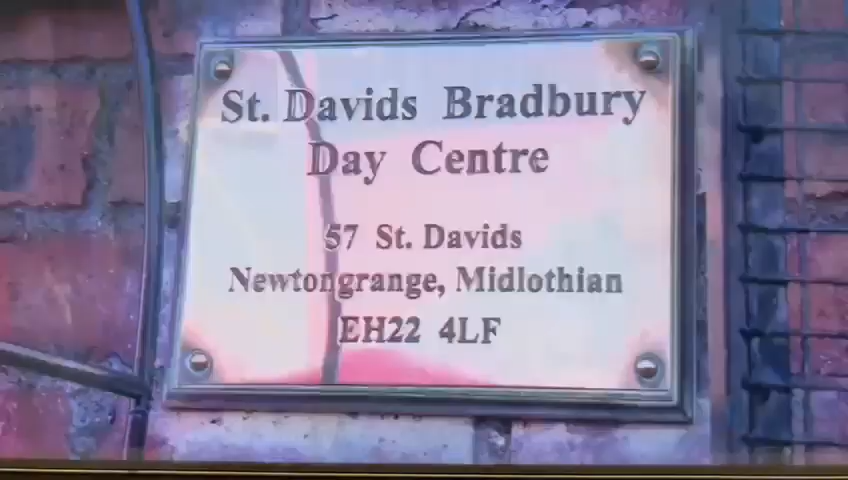 St. Davids Bradbury
Day Centre
57 St. Davids
Newtongrange, Midlothian
EH22 4LF